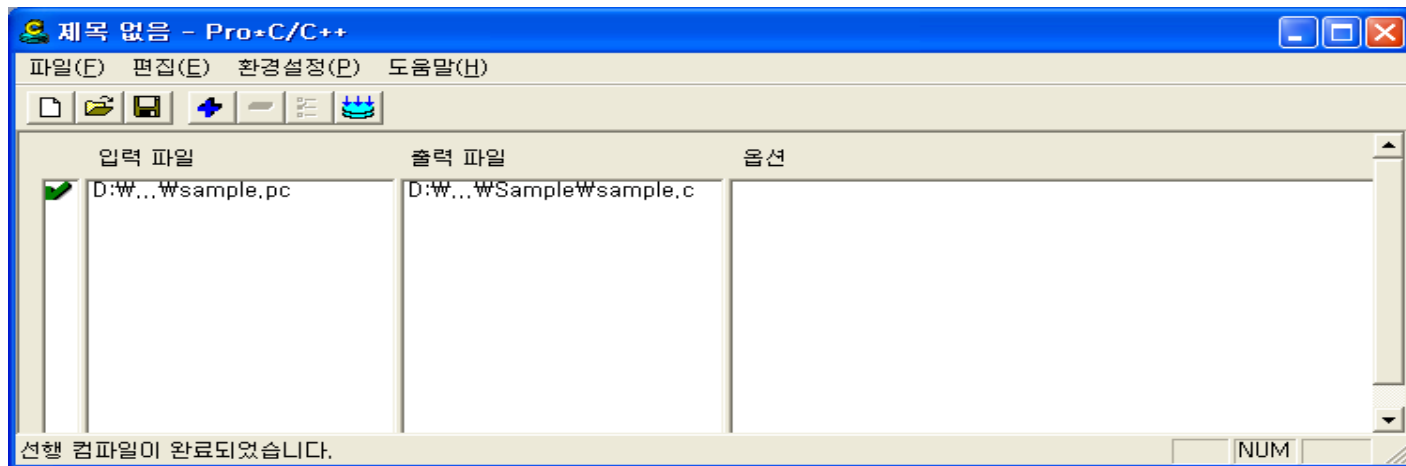 제목 없음 - Pro*C/C++
파일(F) 편집(E) 환경설정(P) 도움말(H)
입력 파일 출력 파일 옵션
D:₩...₩sample.pc D:₩...₩Sample₩sample.c
선행 컴파일이 완료되었습니다. NUM